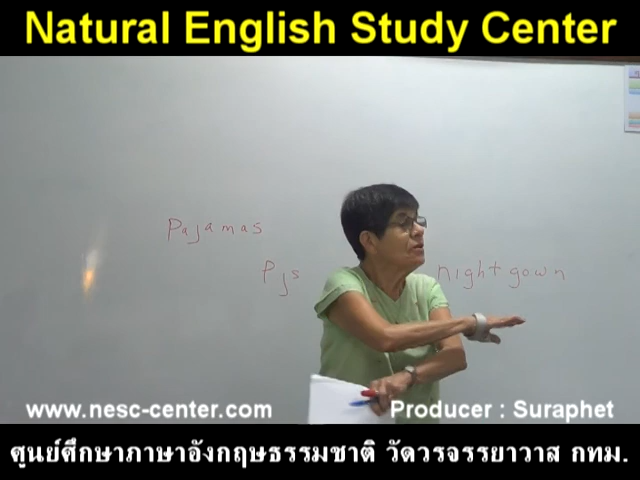 Natural English Study Center
Pajamas
Pjs
nightgown
www.nesc-center.com
Producer : Suraphet
ศูนย์ศึกษาภาษาอังกฤษธรรมชาติ วัดวรจรรยาวาส กทม.